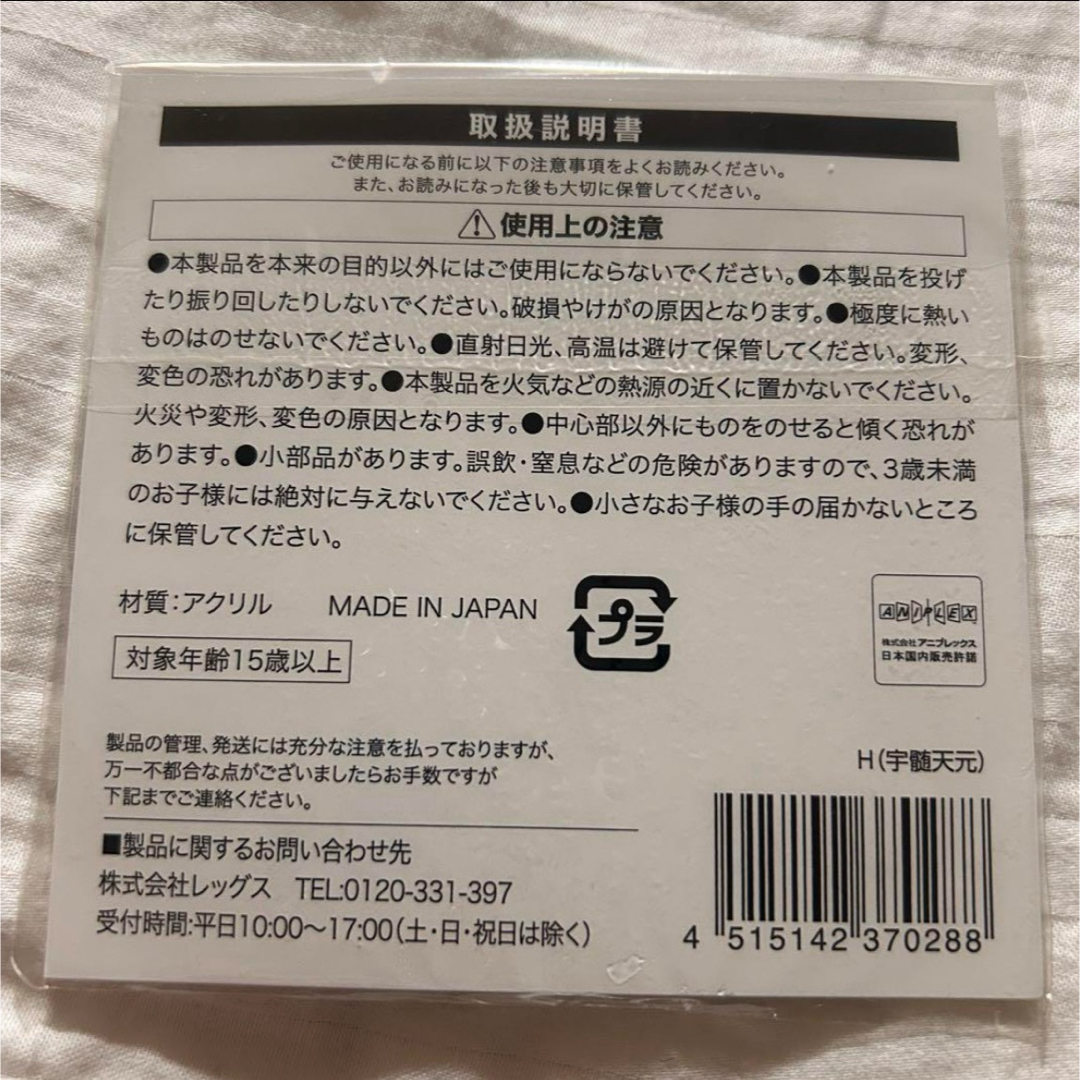 取扱説明書
ご使用になる前に以下の注意事項をよくお読みください。
また、お読みになった後も大切に保管してください。
使用上の注意
●本製品を本来の目的以外にはご使用にならないでください。●本製品を投げ
たり振り回したりしないでください。破損やけがの原因となります。●極度に熱い
ものはのせないでください。●直射日光、高温は避けて保管してください。変形、
変色の恐れがあります。●本製品を火気などの熱源の近くに置かないでください。
火災や変形、変色の原因となります。●中心部以外にものをのせると傾く恐れが
あります。●小部品があります。誤飲・窒息などの危険がありますので、3歳未満
のお子様には絶対に与えないでください。●小さなお子様の手の届かないところ
に保管してください。
材質：アクリル MADE IN JAPAN
プラ
ANIPLEX
株式会社アニプレックス
日本国内販売許諾
対象年齢15歳以上
製品の管理、発送には充分な注意を払っておりますが、
万一不都合な点がございましたらお手数ですが
下記までご連絡ください。
H（宇髄天元）
■製品に関するお問い合わせ先
株式会社レッグス TEL:0120-331-397
受付時間:平日10:00〜17:00（土・日・祝日は除く）
4 515142 370288